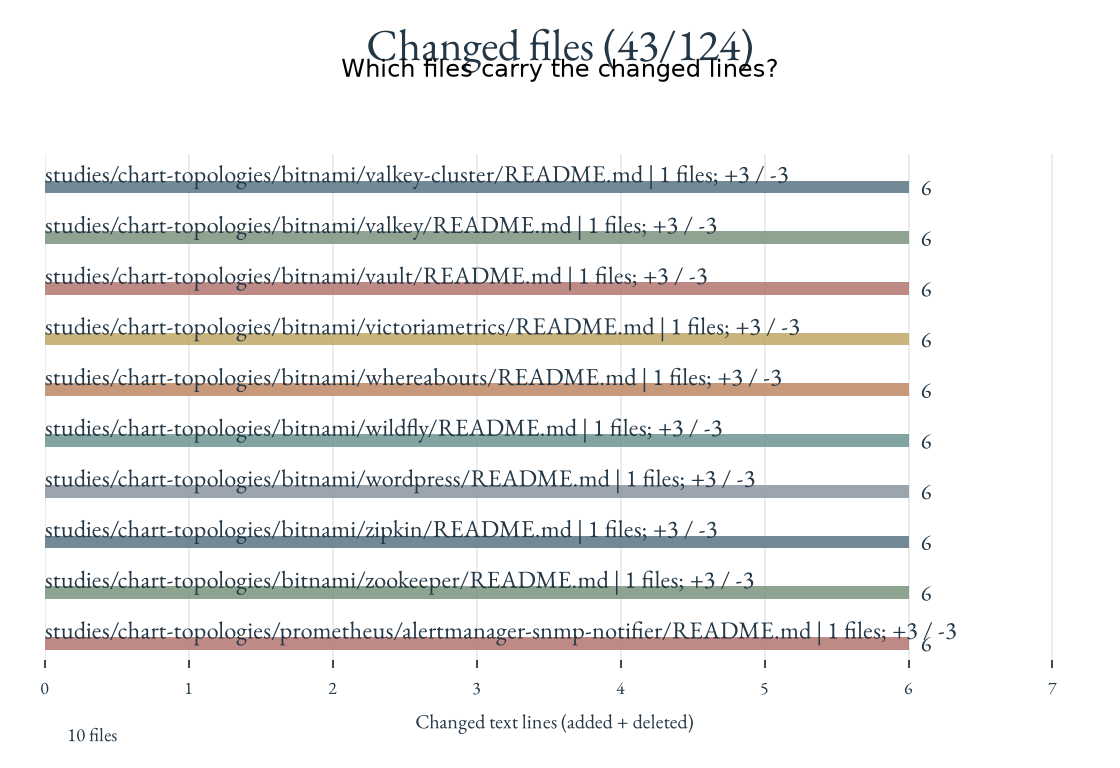 Changed files (43/124)
Which files carry the changed lines?
studies/chart-topologies/bitnami/valkey-cluster/README.md | 1 files; +3 / -3
6
studies/chart-topologies/bitnami/valkey/README.md | 1 files; +3 / -3
6
studies/chart-topologies/bitnami/vault/README.md | 1 files; +3 / -3
6
studies/chart-topologies/bitnami/victoriametrics/README.md | 1 files; +3 / -3
6
studies/chart-topologies/bitnami/whereabouts/README.md | 1 files; +3 / -3
6
studies/chart-topologies/bitnami/wildfly/README.md | 1 files; +3 / -3
6
studies/chart-topologies/bitnami/wordpress/README.md | 1 files; +3 / -3
6
studies/chart-topologies/bitnami/zipkin/README.md | 1 files; +3 / -3
6
studies/chart-topologies/bitnami/zookeeper/README.md | 1 files; +3 / -3
6
studies/chart-topologies/prometheus/alertmanager-snmp-notifier/README.md | 1 files; +3 / -3
6
0 1 2 3 4 5 6 7
Changed text lines (added + deleted)
10 files